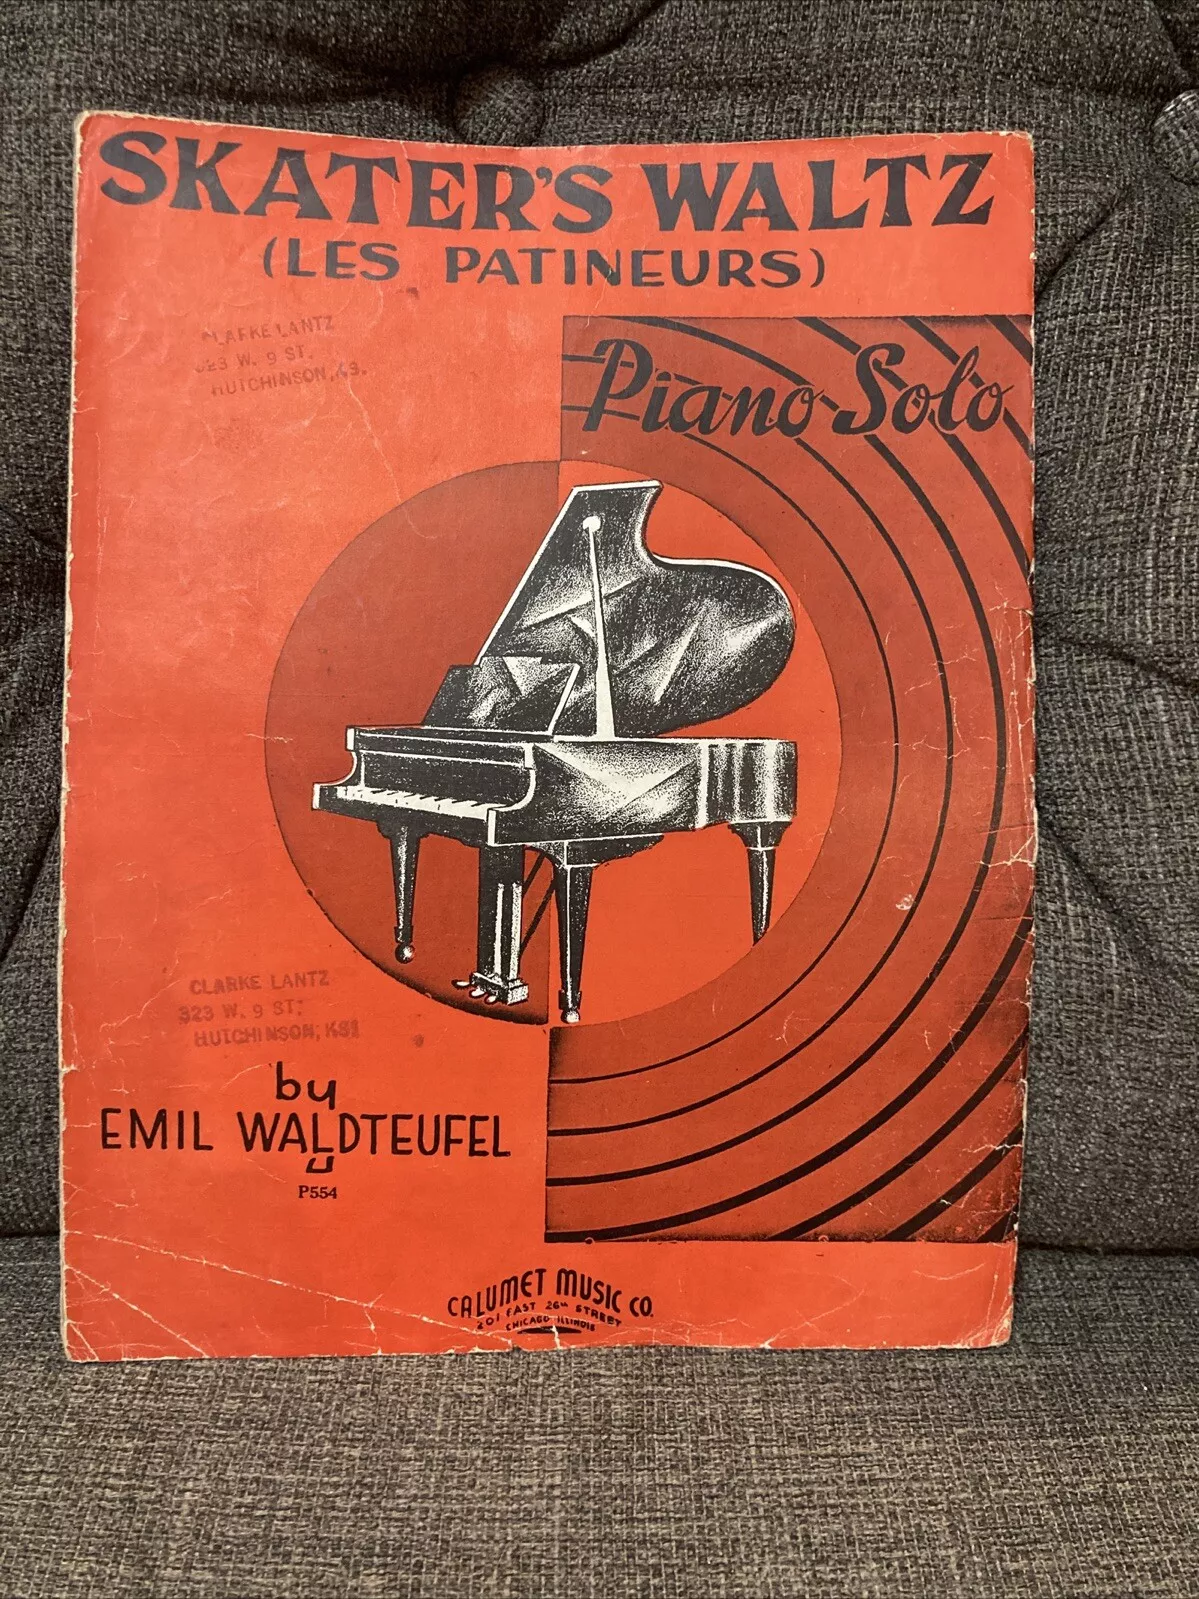 SKATER'S WALTZ
(LES PATINEURS)
CLARKE LANTZ
323 W. 9 ST.
HUTCHINSON, KS.
Piano Solo
CLARKE LANTZ
323 W. 9 ST.
HUTCHINSON, KS.
by
EMIL WALDTEUFEL
P554
CALUMET MUSIC CO.
201 EAST 26TH STREET
CHICAGO ILLINOIS